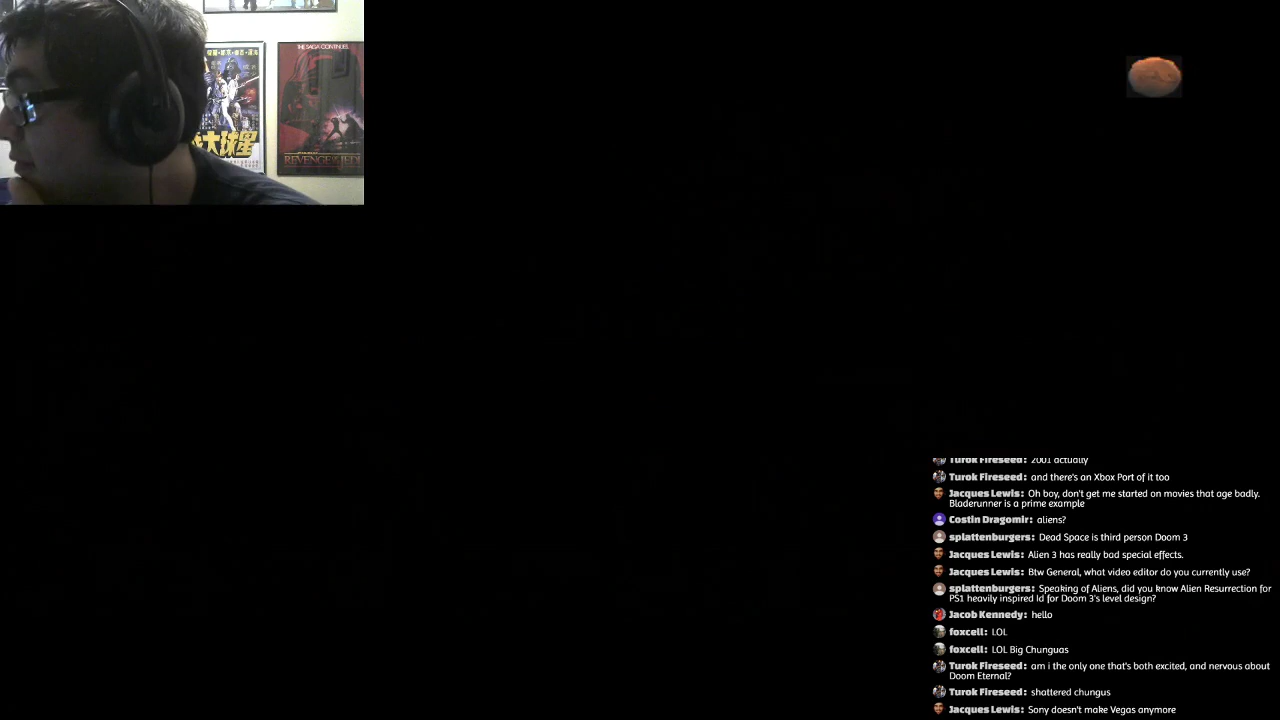 THE SAGA CONTINUES
大球星
REVENGE OF THE JEDI
Turok Fireseed: 2001 actually
Turok Fireseed: and there's an Xbox Port of it too
Jacques Lewis: Oh boy, don't get me started on movies that age badly.
Bladerunner is a prime example
Costin Dragomir: aliens?
splattenburgers: Dead Space is third person Doom 3
Jacques Lewis: Alien 3 has really bad special effects.
Jacques Lewis: Btw General, what video editor do you currently use?
splattenburgers: Speaking of Aliens, did you know Alien Resurrection for
PS1 heavily inspired Id for Doom 3's level design?
Jacob Kennedy: hello
foxcell: LOL
foxcell: LOL Big Chunguas
Turok Fireseed: am i the only one that's both excited, and nervous about
Doom Eternal?
Turok Fireseed: shattered chungus
Jacques Lewis: Sony doesn't make Vegas anymore